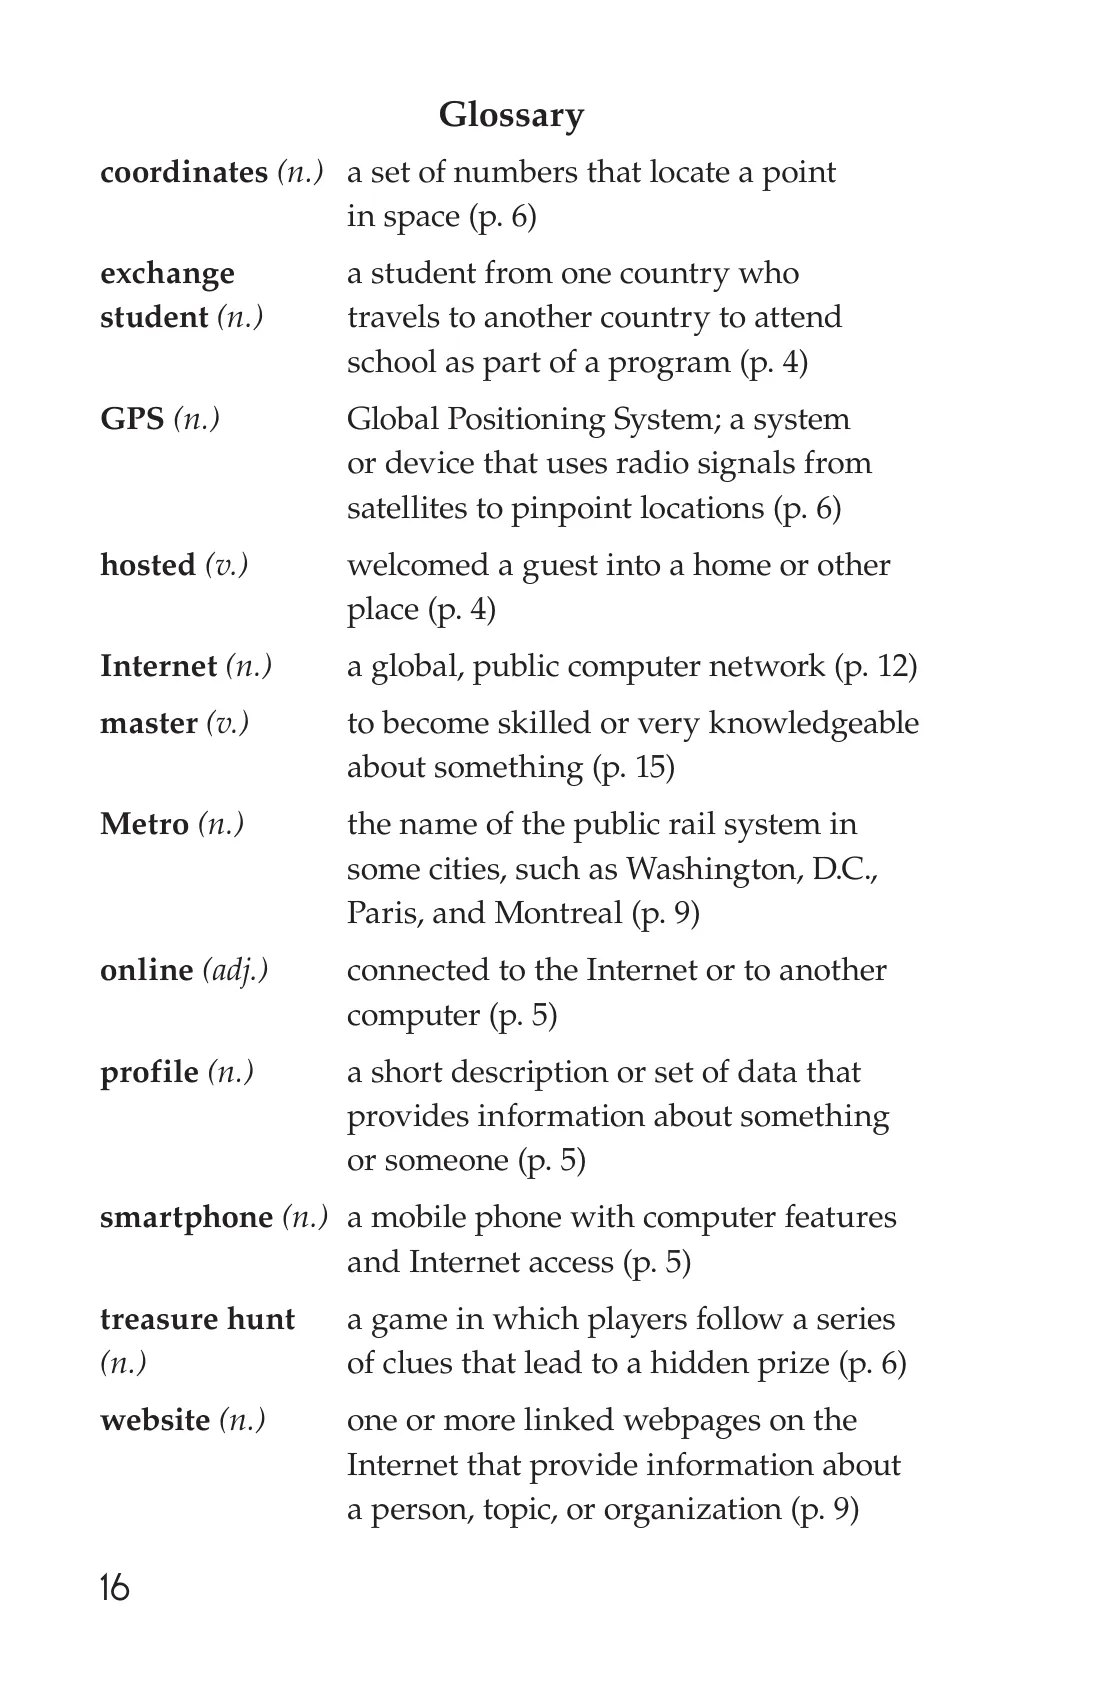 Glossary
coordinates (n.) a set of numbers that locate a point
in space (p. 6)
exchange a student from one country who
student (n.) travels to another country to attend
school as part of a program (p. 4)
GPS (n.) Global Positioning System; a system
or device that uses radio signals from
satellites to pinpoint locations (p. 6)
hosted (v.) welcomed a guest into a home or other
place (p. 4)
Internet (n.) a global, public computer network (p. 12)
master (v.) to become skilled or very knowledgeable
about something (p. 15)
Metro (n.) the name of the public rail system in
some cities, such as Washington, D.C.,
Paris, and Montreal (p. 9)
online (adj.) connected to the Internet or to another
computer (p. 5)
profile (n.) a short description or set of data that
provides information about something
or someone (p. 5)
smartphone (n.) a mobile phone with computer features
and Internet access (p. 5)
treasure hunt a game in which players follow a series
(n.) of clues that lead to a hidden prize (p. 6)
website (n.) one or more linked webpages on the
Internet that provide information about
a person, topic, or organization (p. 9)
16